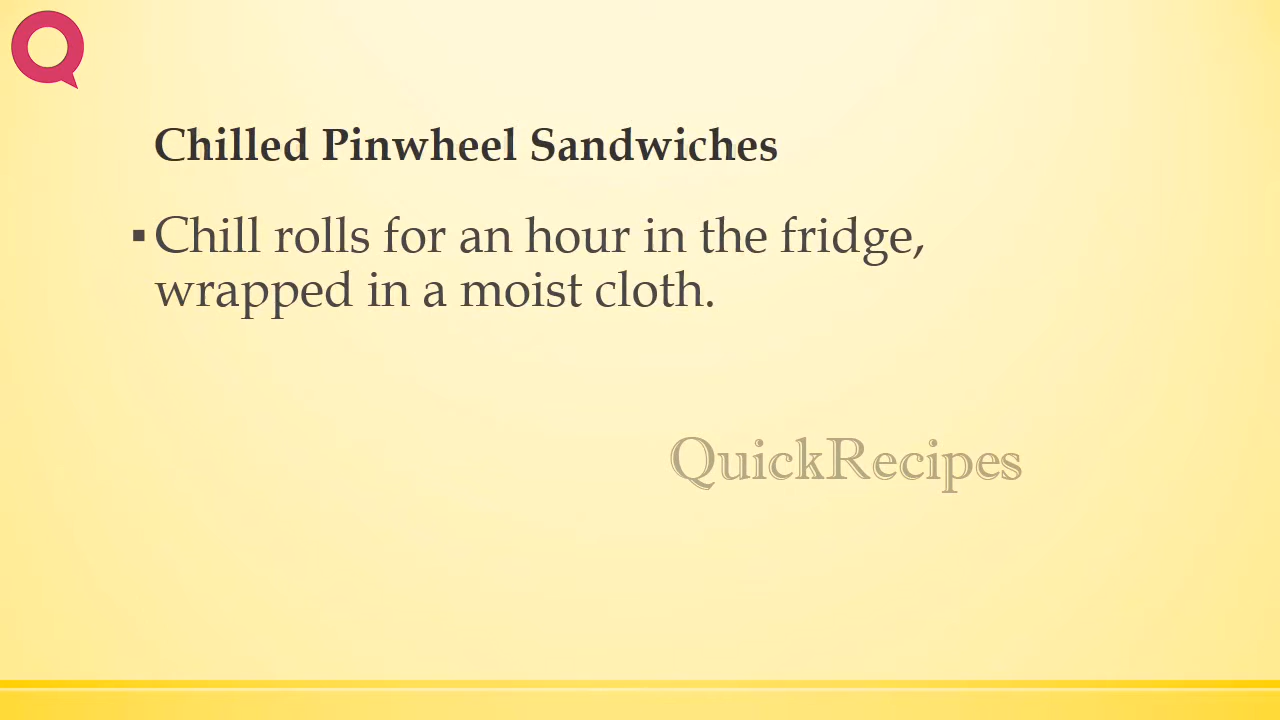 Chilled Pinwheel Sandwiches
▪ Chill rolls for an hour in the fridge,
wrapped in a moist cloth.
QuickRecipes